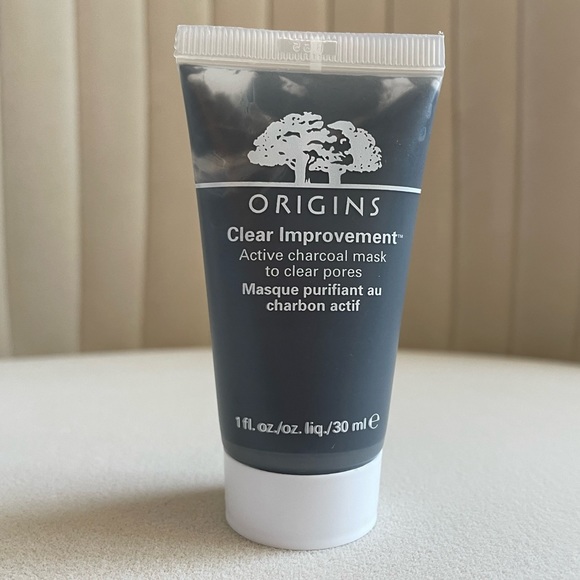 ORIGINS
Clear Improvement™
Active charcoal mask
to clear pores
Masque purifiant au
charbon actif
1 fl. oz./oz. liq./30 ml ℮